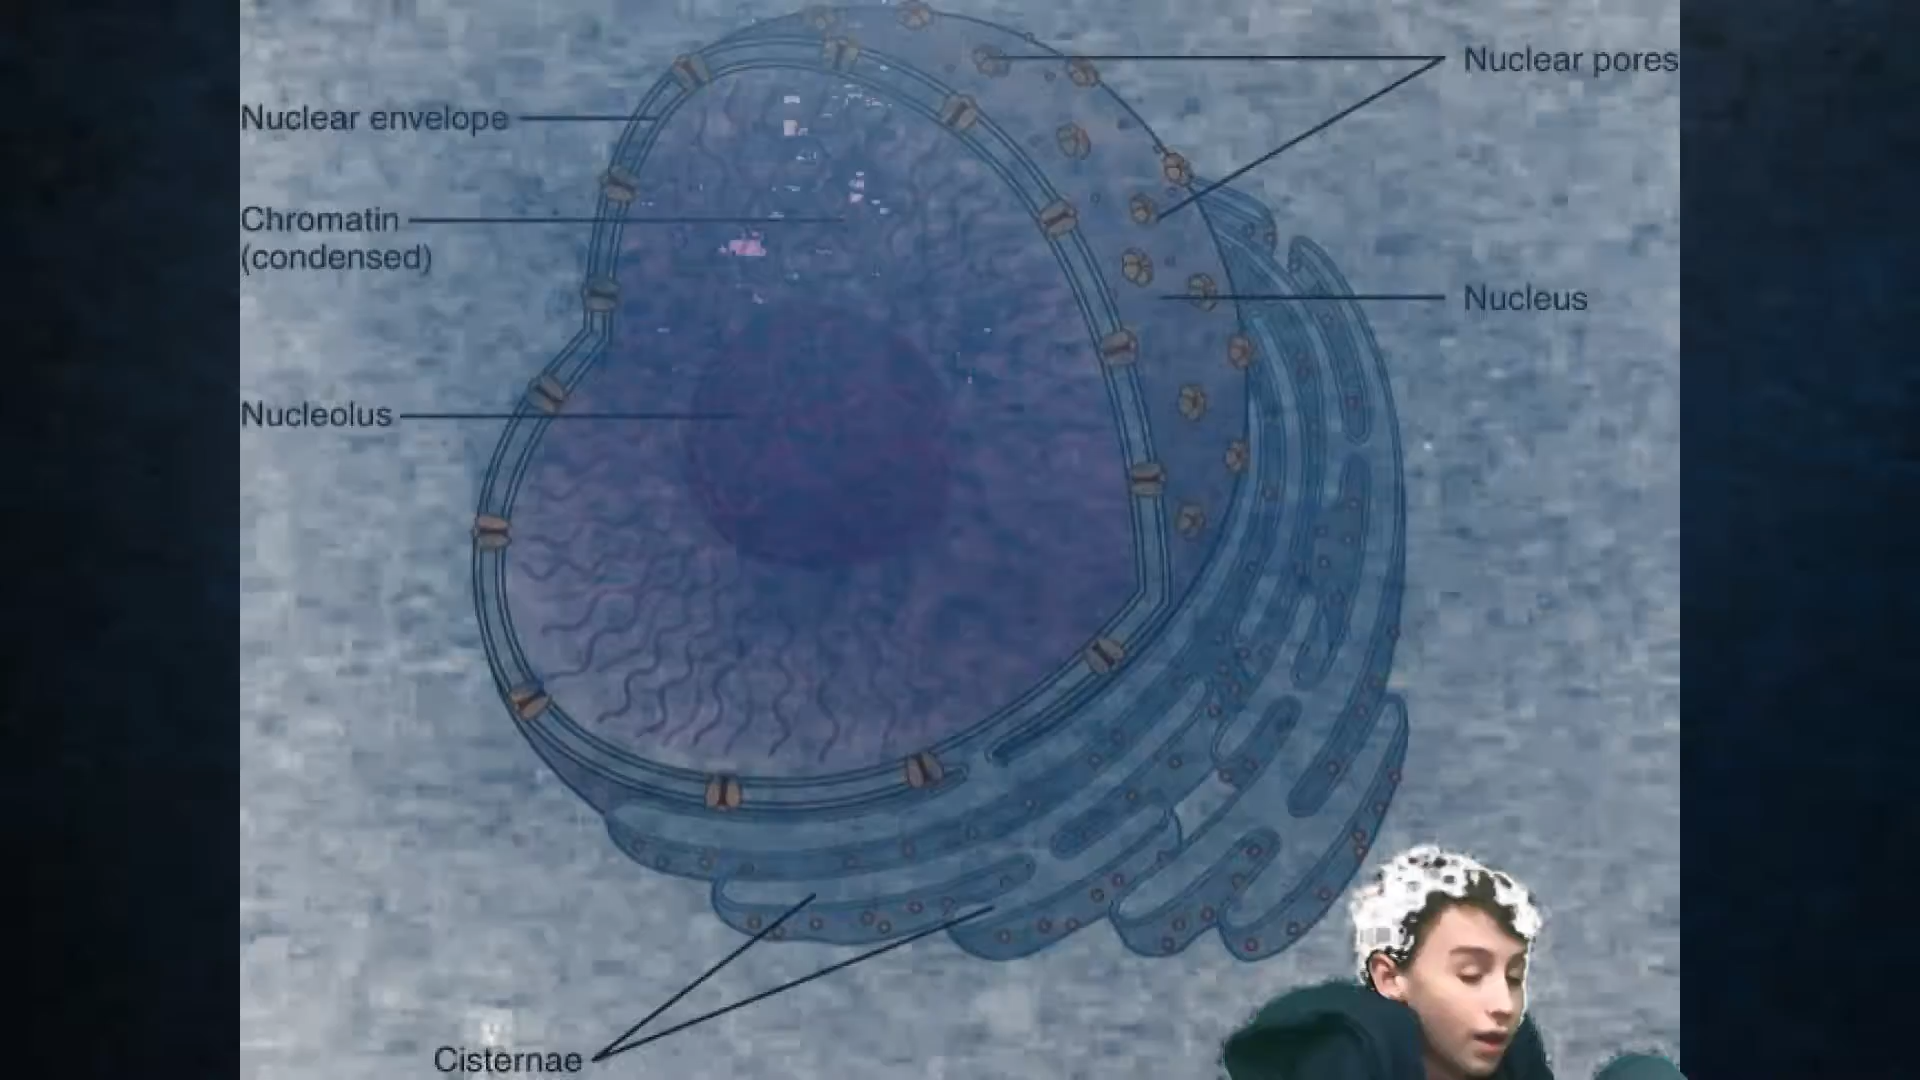 Nuclear pores
Nuclear envelope
Chromatin
(condensed)
Nucleus
Nucleolus
Cisternae